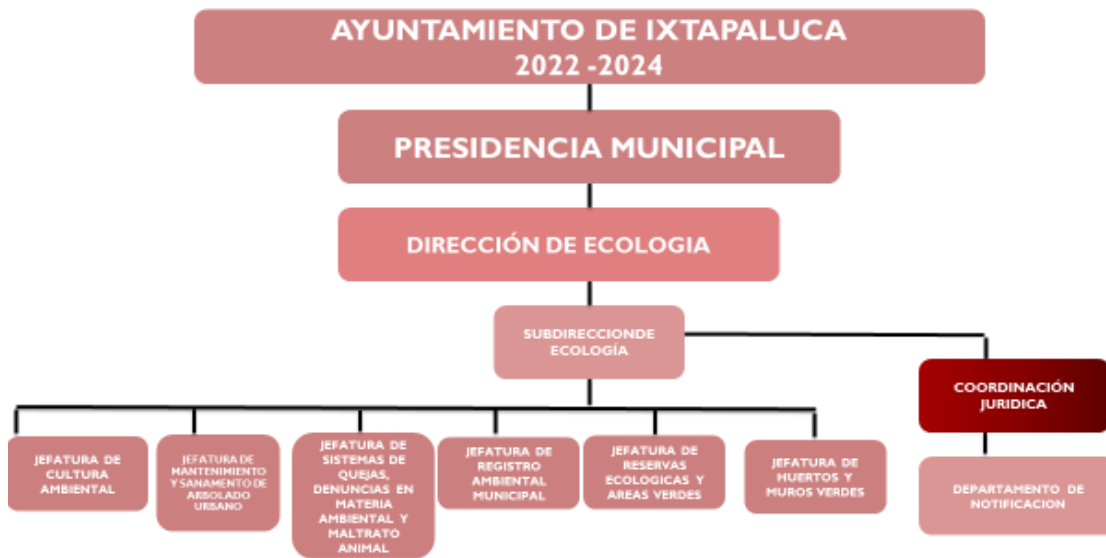 AYUNTAMIENTO DE IXTAPALUCA
2022 -2024
PRESIDENCIA MUNICIPAL
DIRECCIÓN DE ECOLOGIA
SUBDIRECCIONDE
ECOLOGÍA
COORDINACIÓN
JURIDICA
JEFATURA DE
CULTURA
AMBIENTAL
JEFATURA DE
MANTENIMIENTO
Y SANAMENTO DE
ARBOLADO
URBANO
JEFATURA DE
SISTEMAS DE
QUEJAS,
DENUNCIAS EN
MATERIA
AMBIENTAL Y
MALTRATO
ANIMAL
JEFATURA DE
REGISTRO
AMBIENTAL
MUNICIPAL
JEFATURA DE
RESERVAS
ECOLOGICAS Y
AREAS VERDES
JEFATURA DE
HUERTOS Y
MUROS VERDES
DEPARTAMENTO DE
NOTIFICACION